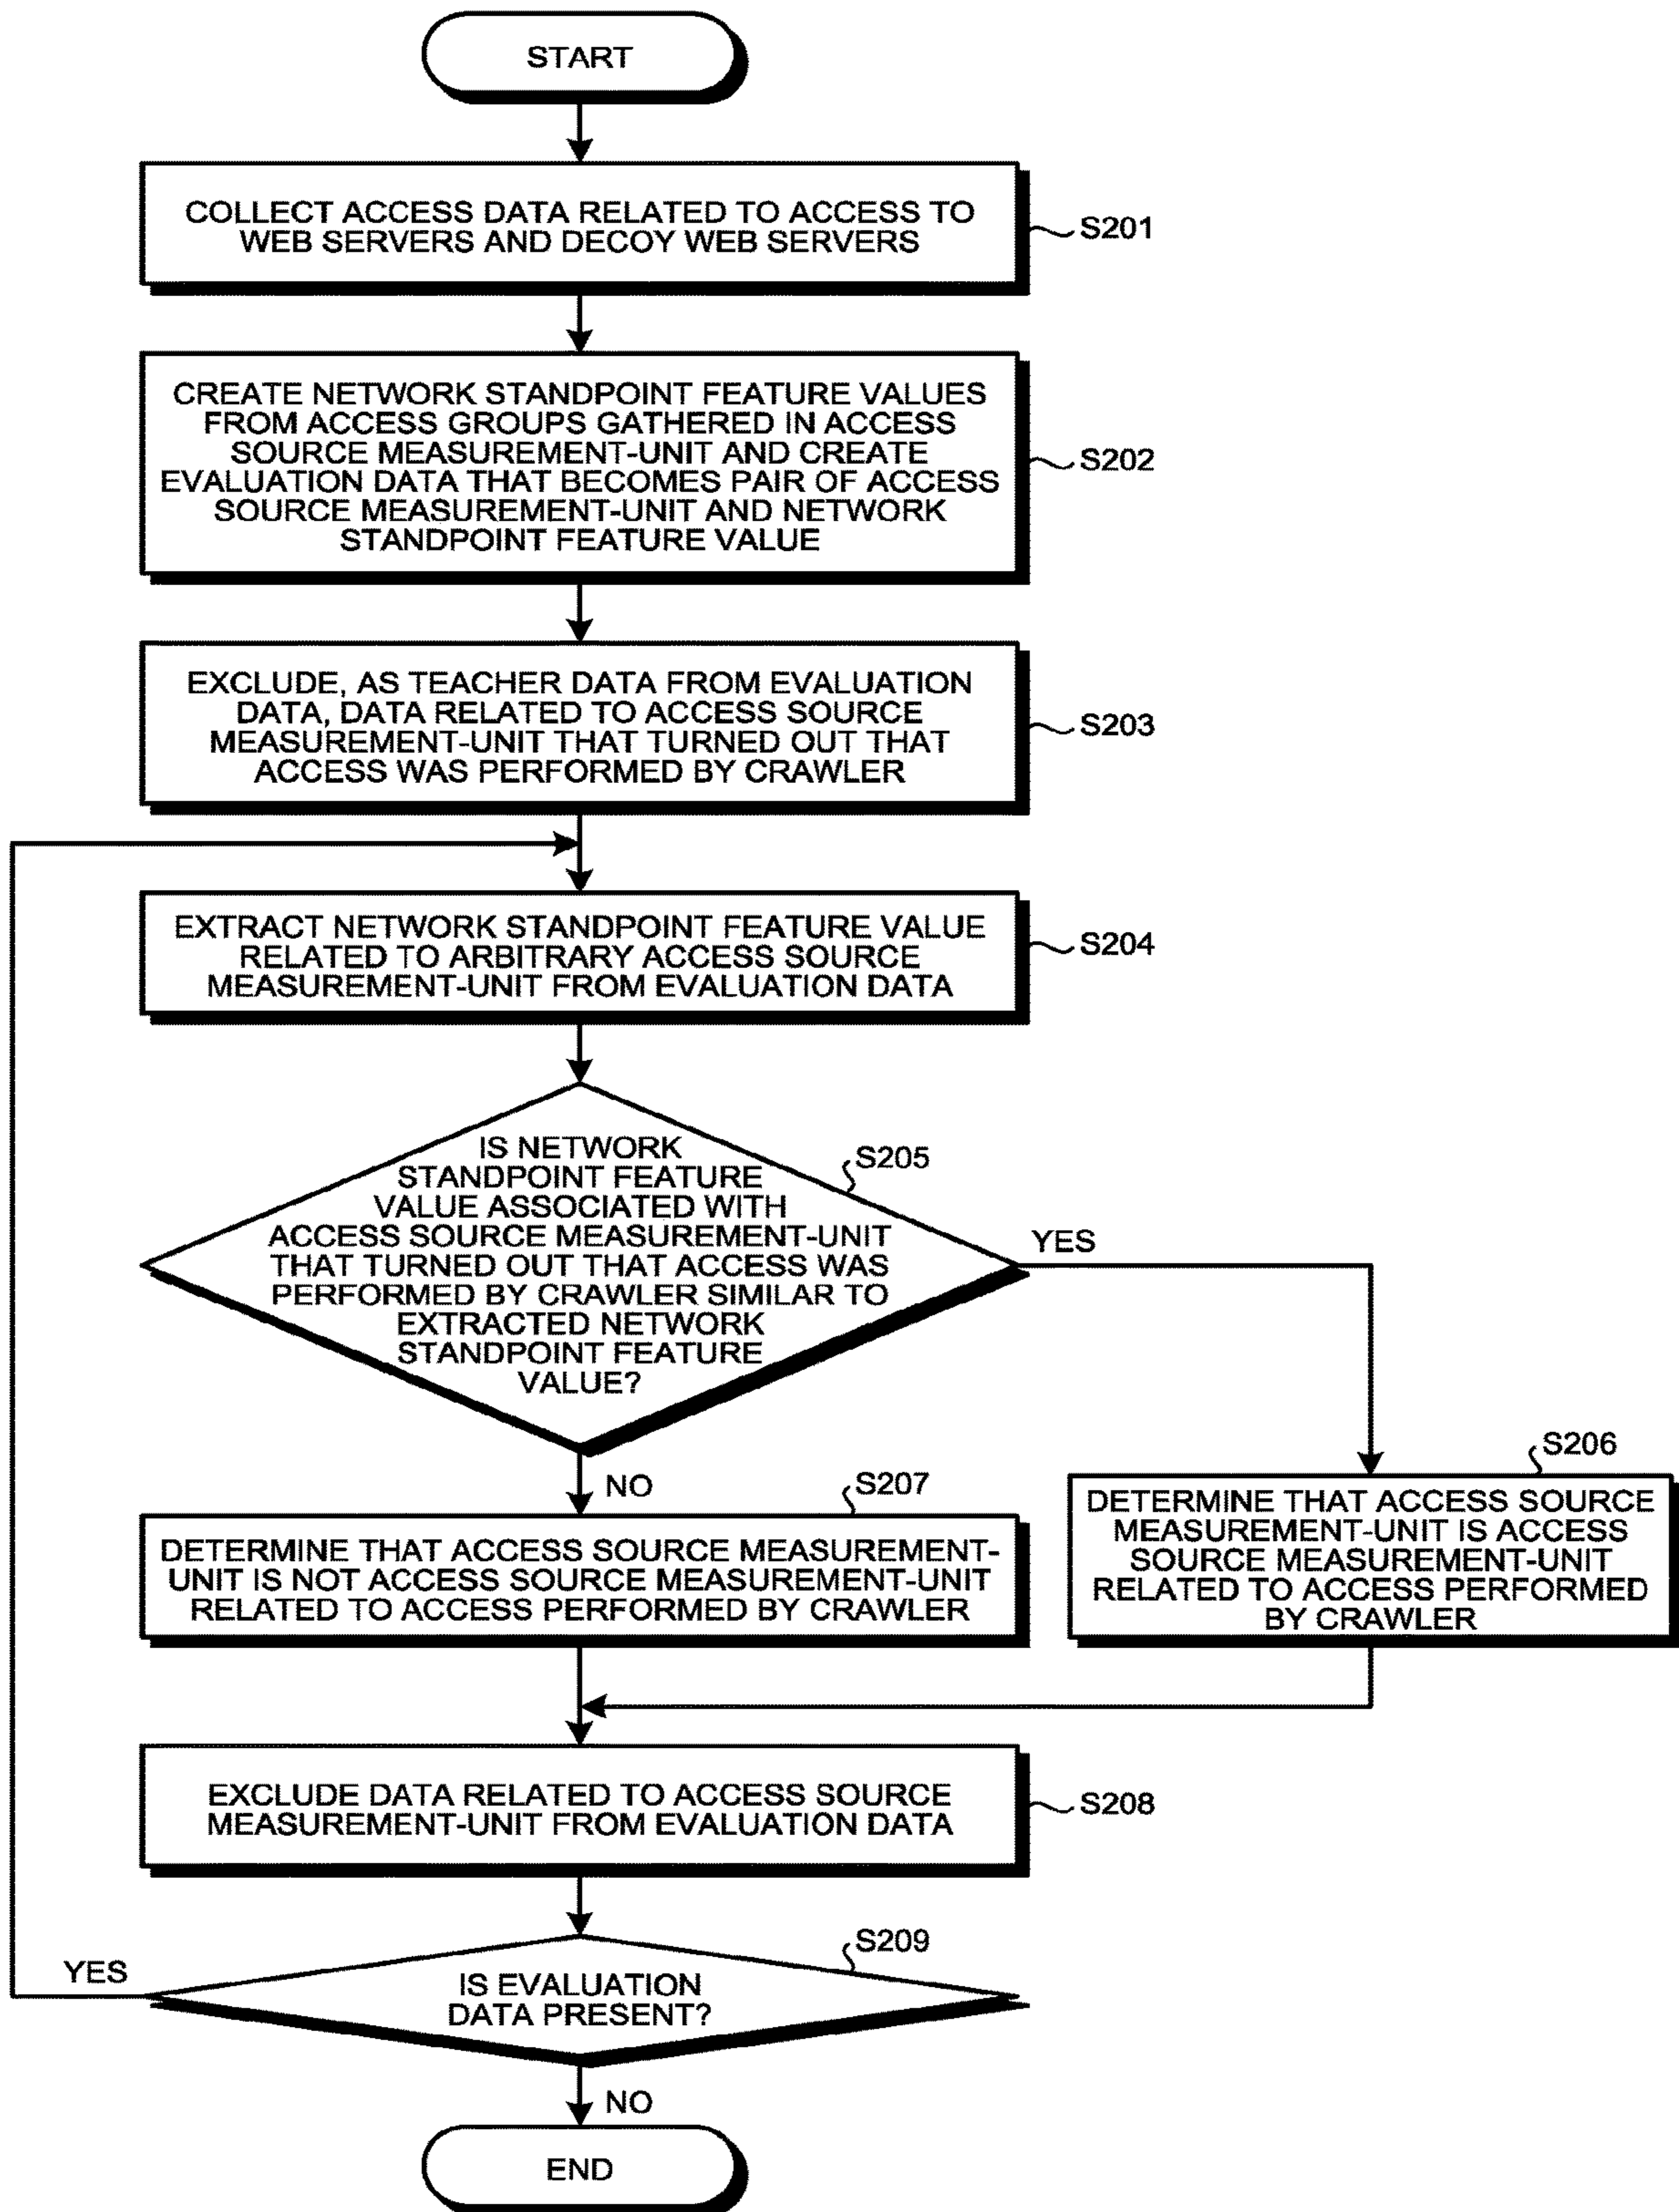 START
COLLECT ACCESS DATA RELATED TO ACCESS TO
WEB SERVERS AND DECOY WEB SERVERS
S201
CREATE NETWORK STANDPOINT FEATURE VALUES
FROM ACCESS GROUPS GATHERED IN ACCESS
SOURCE MEASUREMENT-UNIT AND CREATE
EVALUATION DATA THAT BECOMES PAIR OF ACCESS
SOURCE MEASUREMENT-UNIT AND NETWORK
STANDPOINT FEATURE VALUE
S202
EXCLUDE, AS TEACHER DATA FROM EVALUATION
DATA, DATA RELATED TO ACCESS SOURCE
MEASUREMENT-UNIT THAT TURNED OUT THAT
ACCESS WAS PERFORMED BY CRAWLER
S203
EXTRACT NETWORK STANDPOINT FEATURE VALUE
RELATED TO ARBITRARY ACCESS SOURCE
MEASUREMENT-UNIT FROM EVALUATION DATA
S204
IS NETWORK
STANDPOINT FEATURE
VALUE ASSOCIATED WITH
ACCESS SOURCE MEASUREMENT-UNIT
THAT TURNED OUT THAT ACCESS WAS
PERFORMED BY CRAWLER SIMILAR TO
EXTRACTED NETWORK
STANDPOINT FEATURE
VALUE?
S205
YES
NO
S206
DETERMINE THAT ACCESS SOURCE
MEASUREMENT-UNIT IS ACCESS
SOURCE MEASUREMENT-UNIT
RELATED TO ACCESS PERFORMED
BY CRAWLER
S207
DETERMINE THAT ACCESS SOURCE MEASUREMENT-
UNIT IS NOT ACCESS SOURCE MEASUREMENT-UNIT
RELATED TO ACCESS PERFORMED BY CRAWLER
EXCLUDE DATA RELATED TO ACCESS SOURCE
MEASUREMENT-UNIT FROM EVALUATION DATA
S208
S209
YES
IS EVALUATION
DATA PRESENT?
NO
END